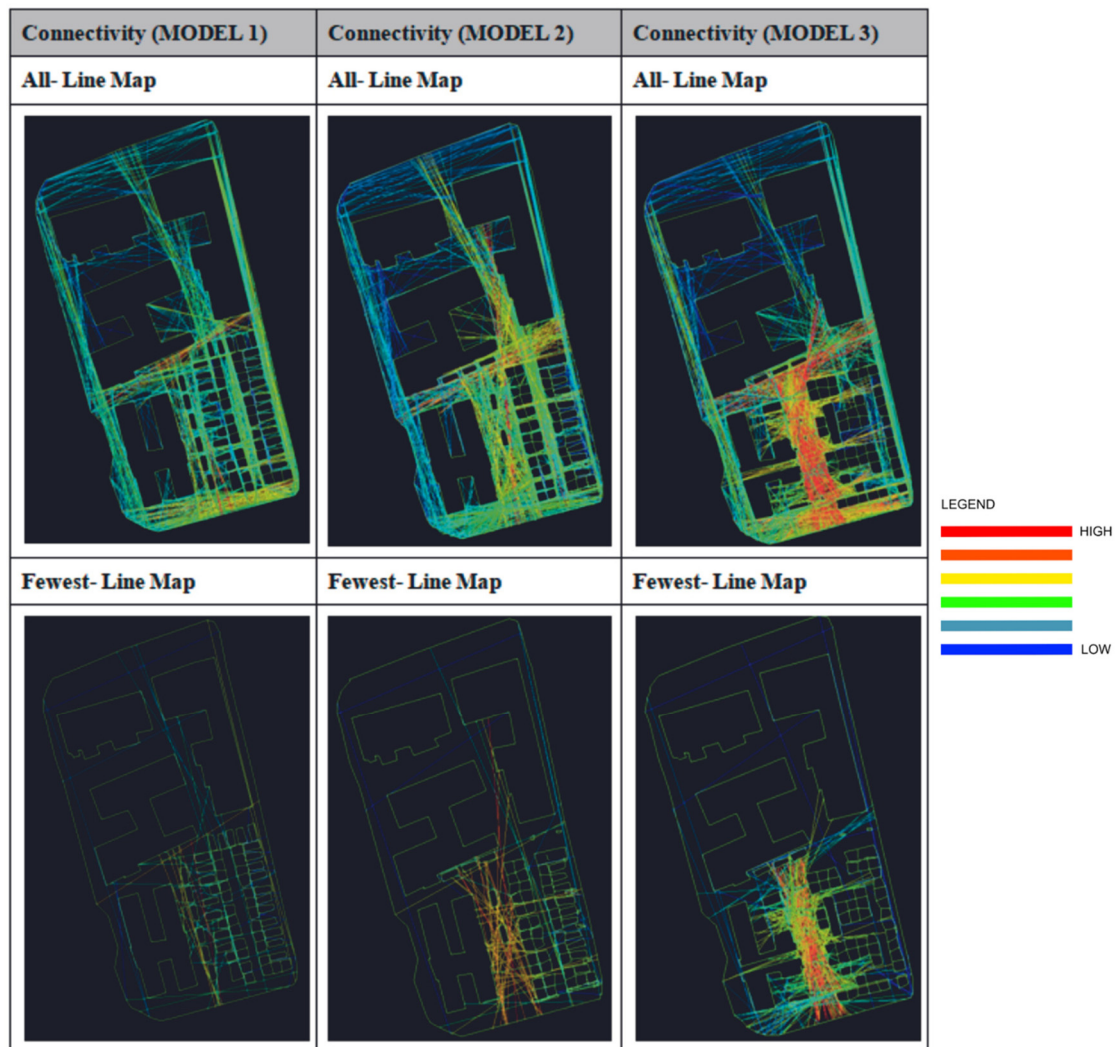 Connectivity (MODEL 1)
Connectivity (MODEL 2)
Connectivity (MODEL 3)
All- Line Map
All- Line Map
All- Line Map
Fewest- Line Map
Fewest- Line Map
Fewest- Line Map
LEGEND
HIGH
LOW